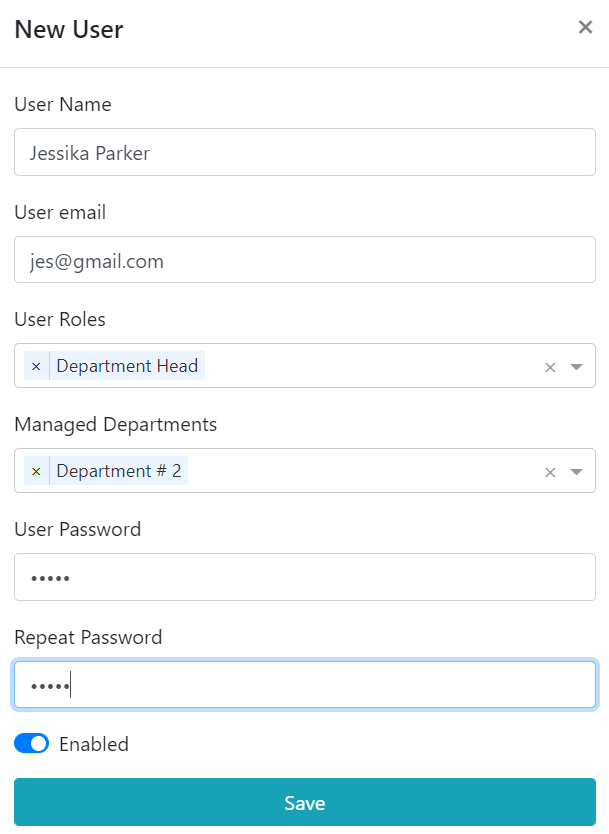 New User ×
User Name
Jessika Parker
User email
jes@gmail.com
User Roles
× Department Head ×
Managed Departments
× Department # 2 ×
User Password
•••••
Repeat Password
•••••
Enabled
Save